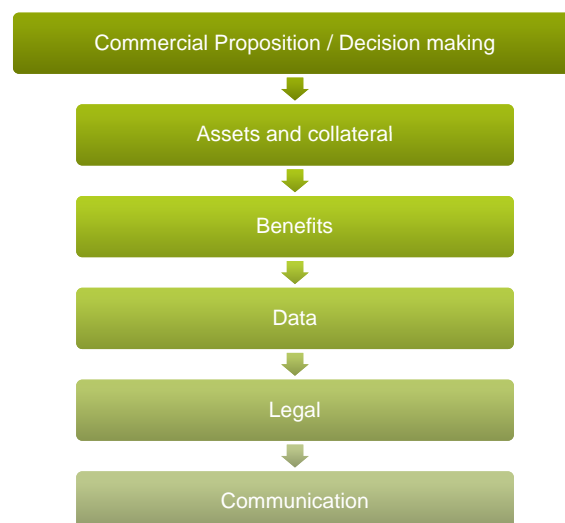 Commercial Proposition / Decision making
Assets and collateral
Benefits
Data
Legal
Communication